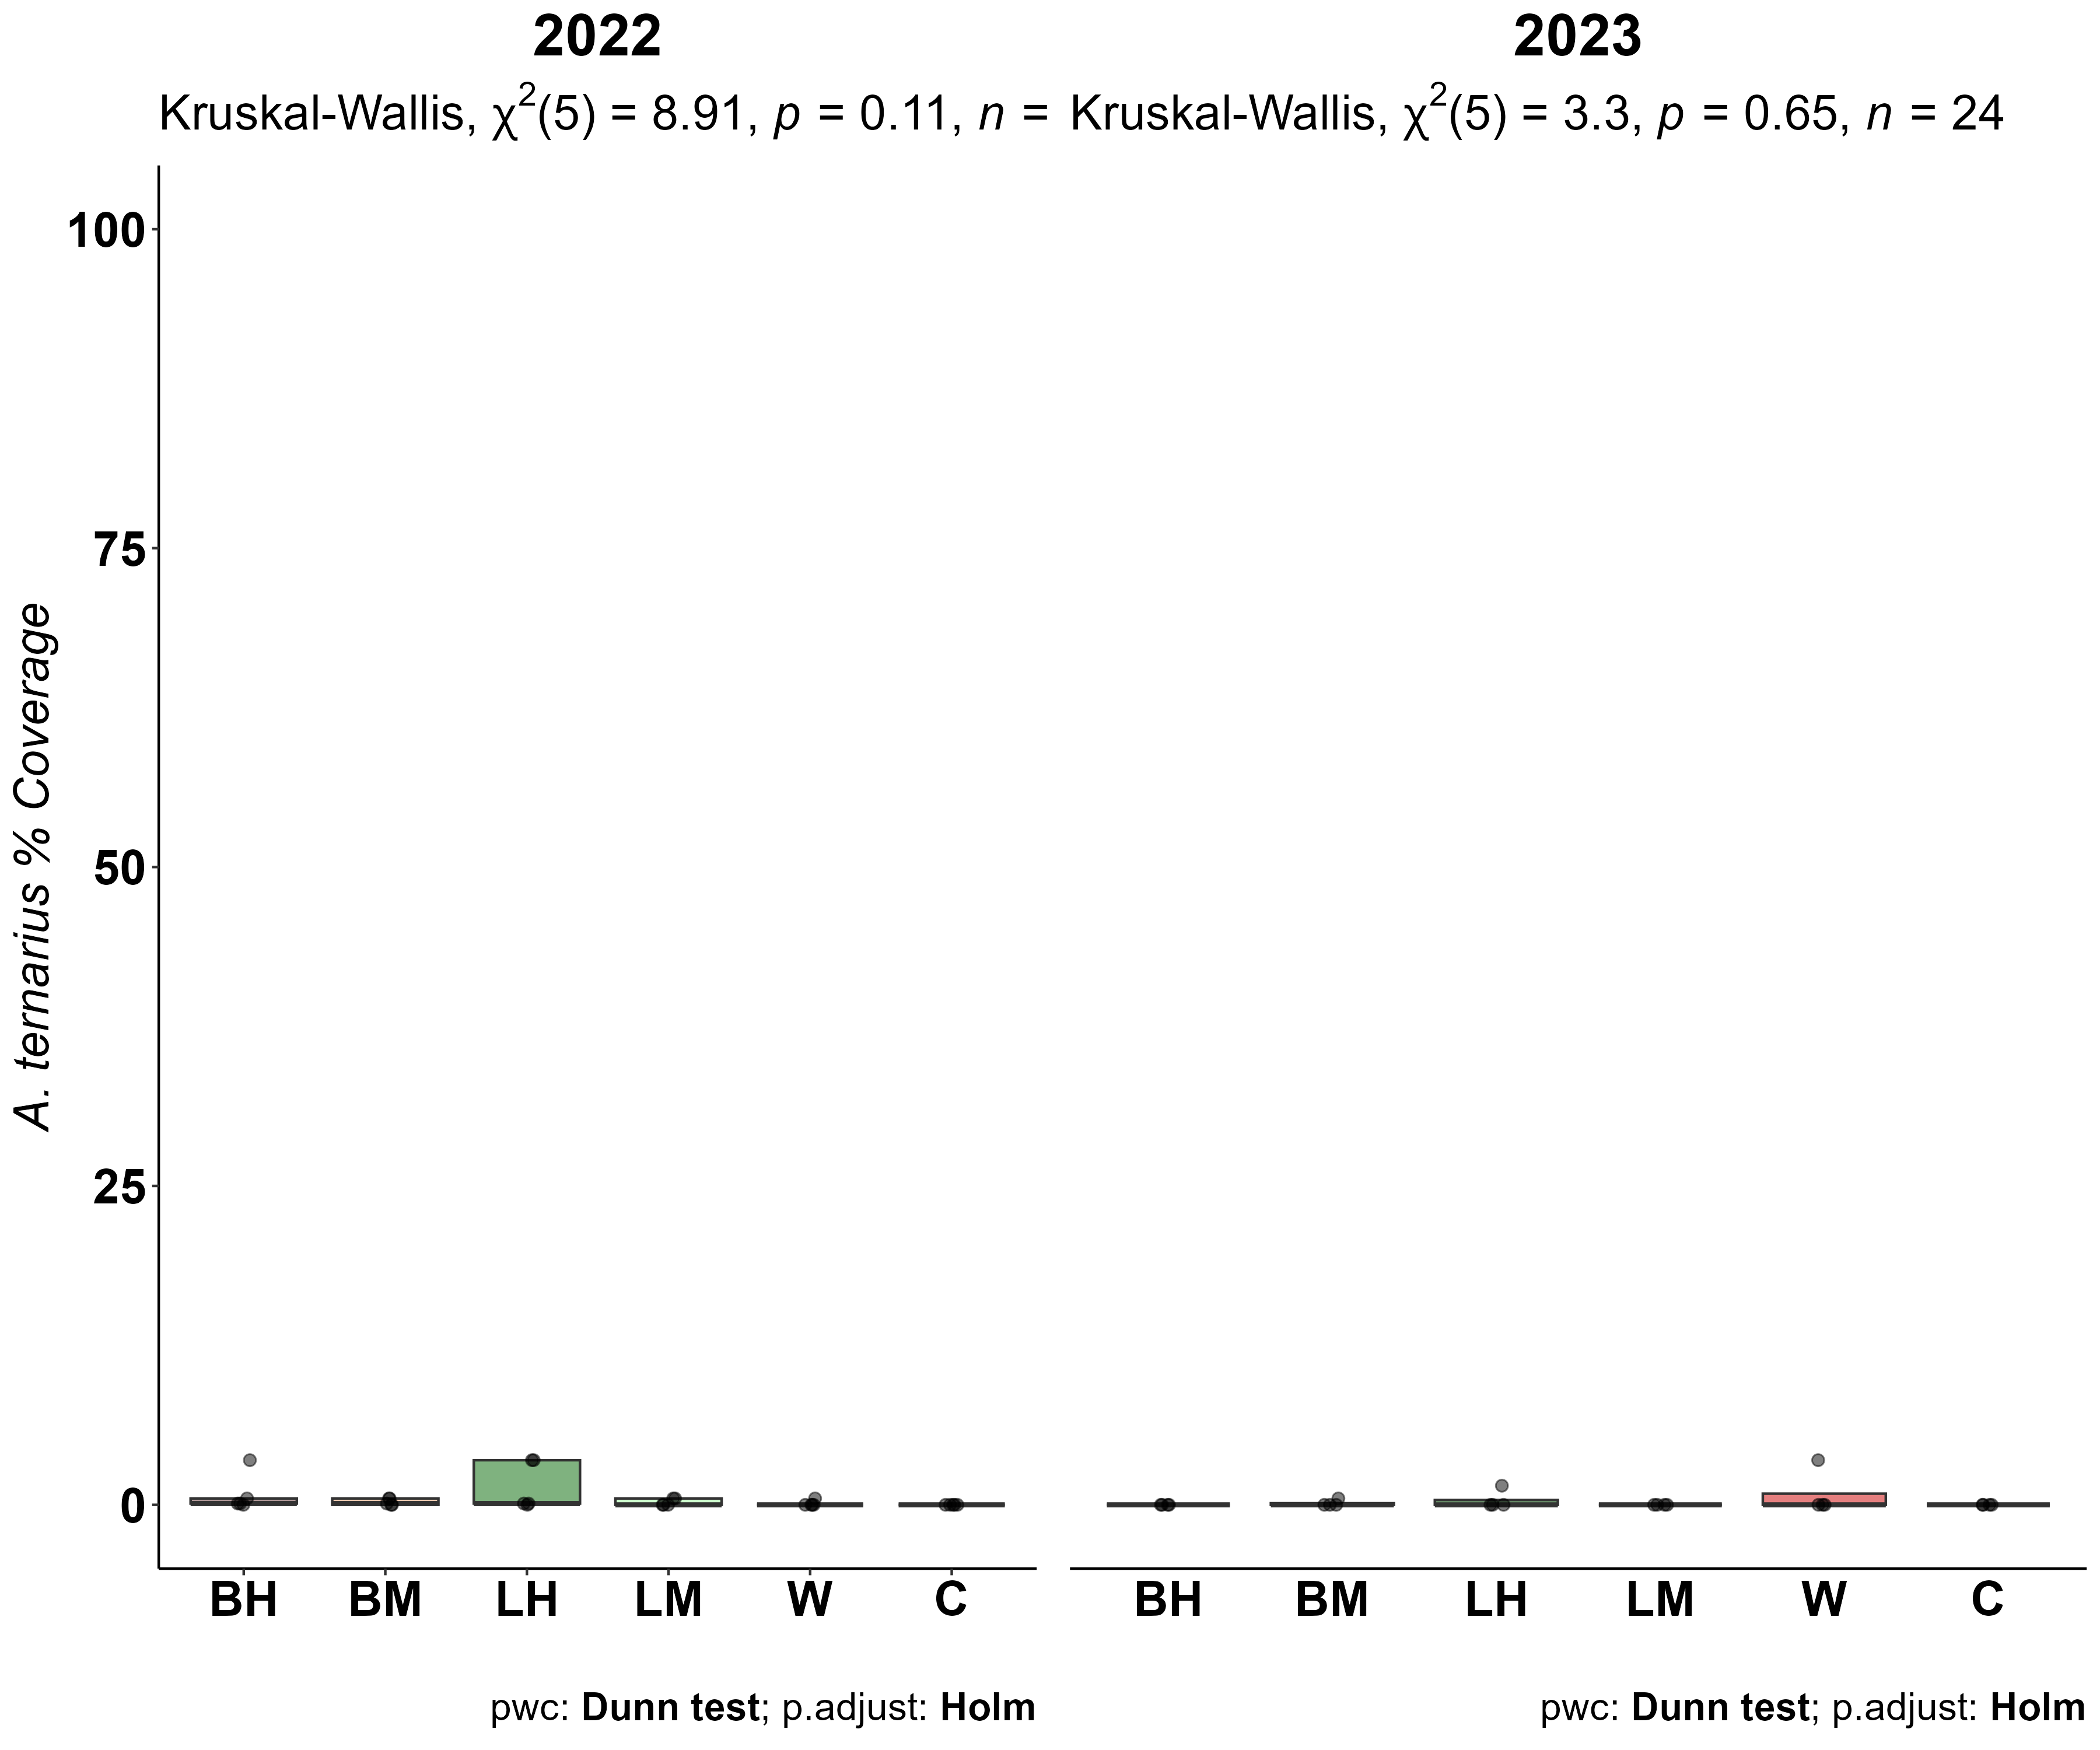 2022
Kruskal-Wallis, χ²(5) = 8.91, p = 0.11, n =
2023
Kruskal-Wallis, χ²(5) = 3.3, p = 0.65, n = 24
A. ternarius % Coverage
100
75
50
25
0
BH BM LH LM W C
BH BM LH LM W C
pwc: Dunn test; p.adjust: Holm
pwc: Dunn test; p.adjust: Holm